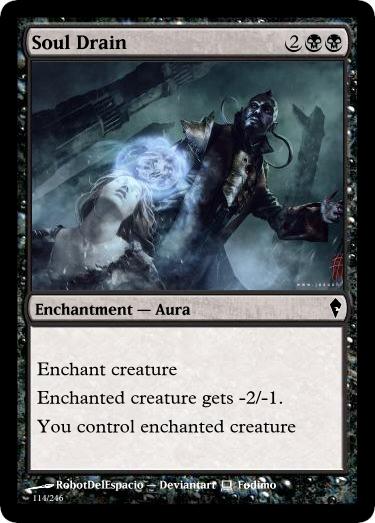 Soul Drain 2
Enchantment — Aura
Enchant creature
Enchanted creature gets -2/-1.
You control enchanted creature
RobotDelEspacio — Deviantart Fodimo
114/246